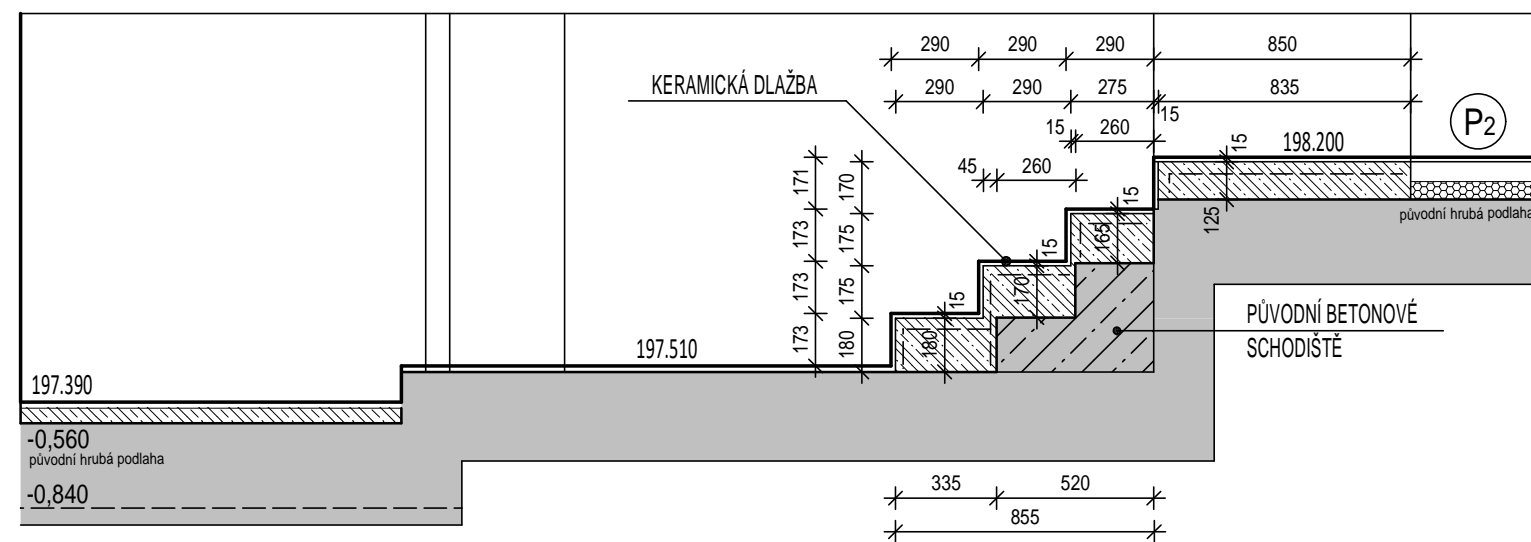 290 290 290 850
KERAMICKÁ DLAŽBA
290 290 275 835
15 260 15
P2
45 260
15 198.200
171 170
15
125
původní hrubá podlaha
173 175
15 165
173 175
15 170
PŮVODNÍ BETONOVÉ
SCHODIŠTĚ
197.510
173 180
180
197.390
-0,560
původní hrubá podlaha
-0,840
335 520
855